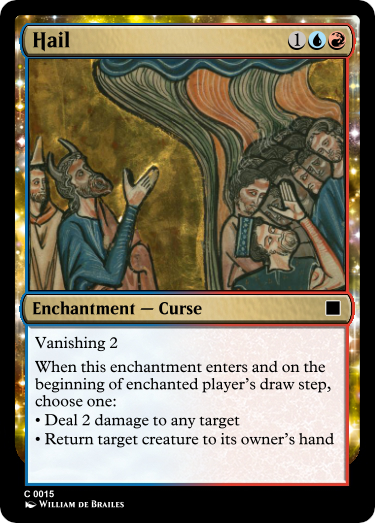 Hail 1
Enchantment — Curse
Vanishing 2
When this enchantment enters and on the
beginning of enchanted player's draw step,
choose one:
• Deal 2 damage to any target
• Return target creature to its owner's hand
C 0015
William de Brailes